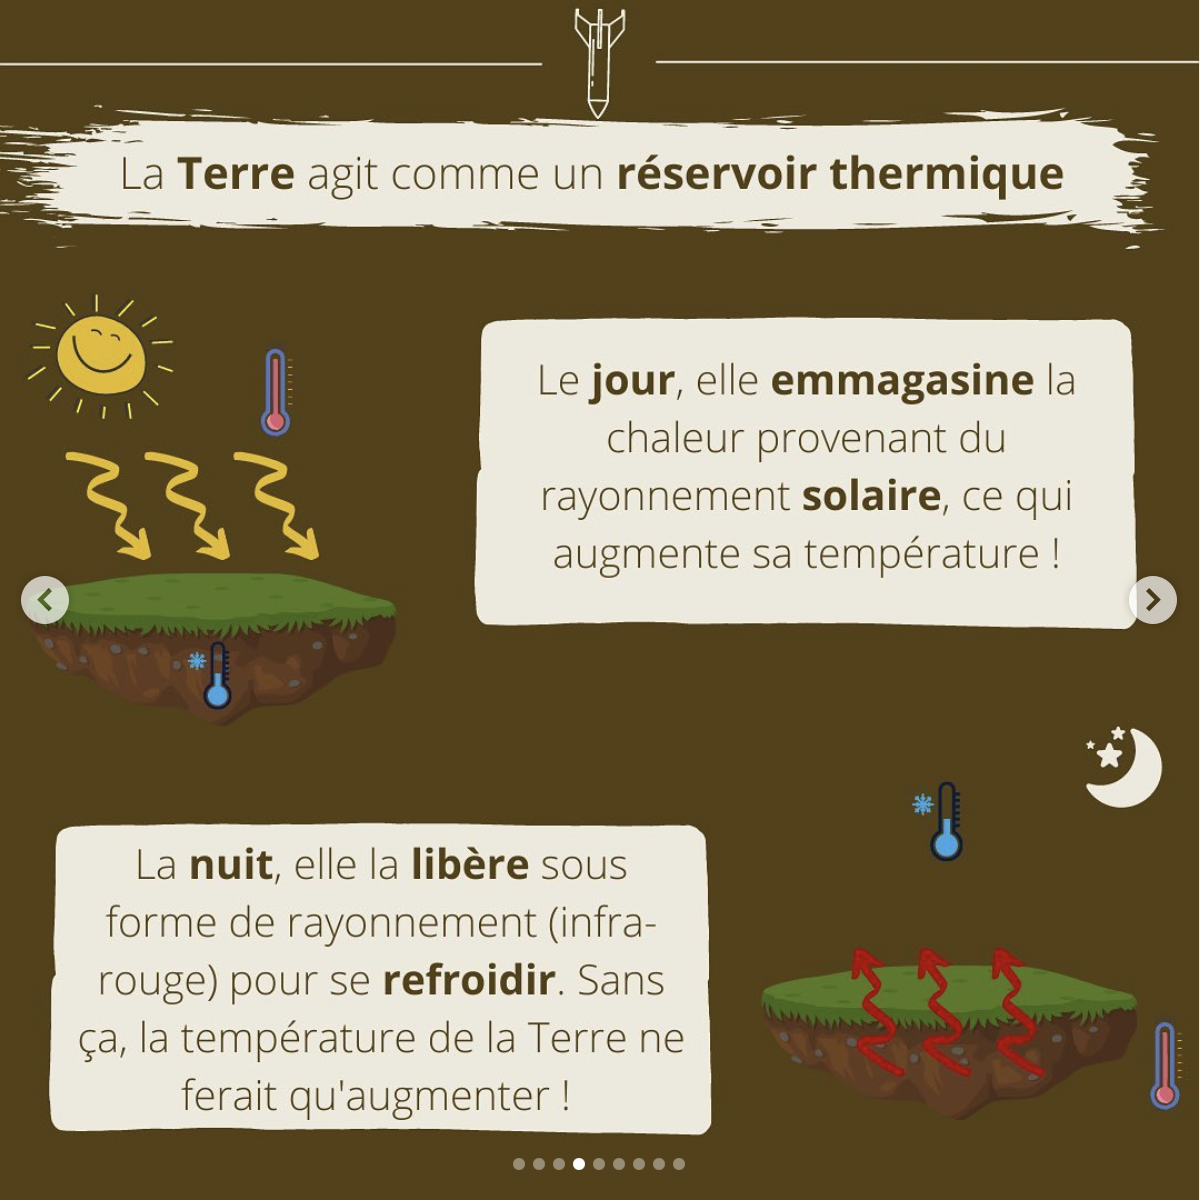 La Terre agit comme un réservoir thermique
Le jour, elle emmagasine la
chaleur provenant du
rayonnement solaire, ce qui
augmente sa température !
La nuit, elle la libère sous
forme de rayonnement (infra-
rouge) pour se refroidir. Sans
ça, la température de la Terre ne
ferait qu'augmenter !